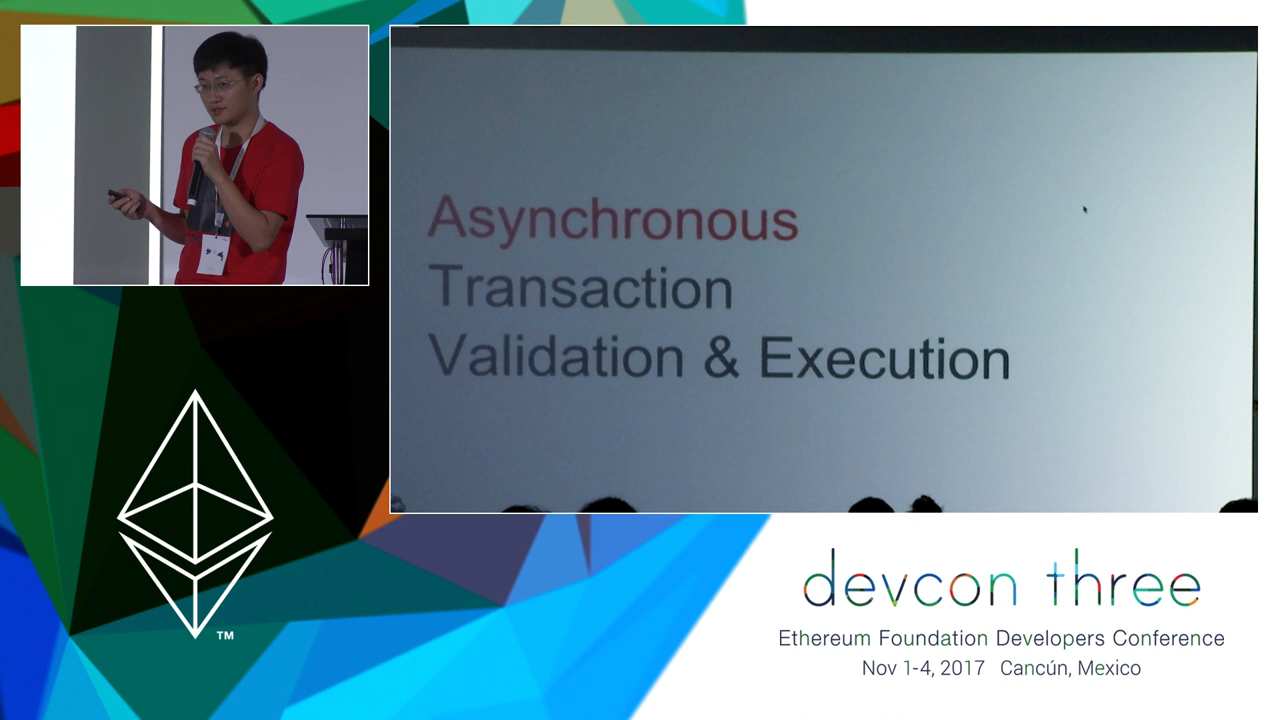 Asynchronous
Transaction
Validation & Execution
TM
devcon three
Ethereum Foundation Developers Conference
Nov 1-4, 2017 Cancún, Mexico